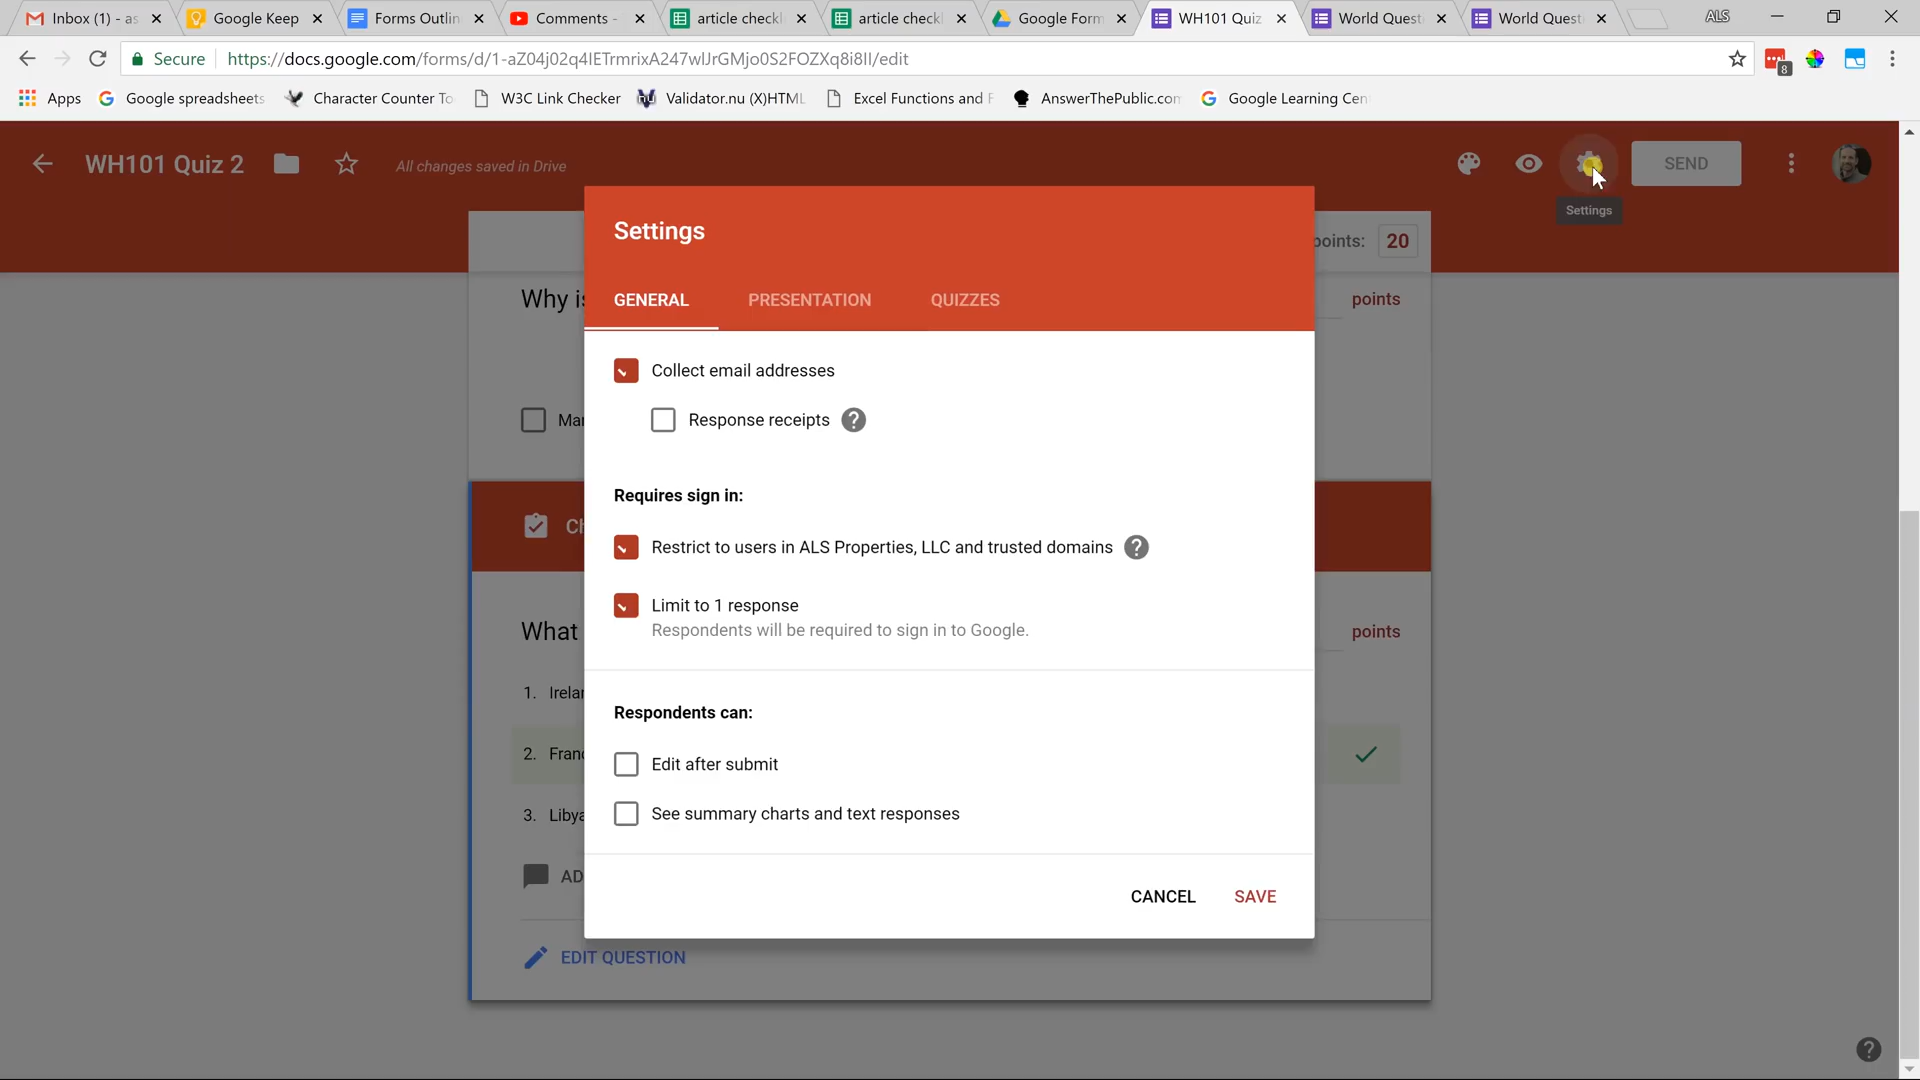 Inbox (1) - as
Google Keep
Forms Outlin
Comments -
article check
article check
Google Form
WH101 Quiz
World Quest
World Quest
ALS
Secure
https://docs.google.com/forms/d/1-aZ04j02q4IETrmrixA247wlJrGMjo0S2FOZXq8i8II/edit
8
Apps
Google spreadsheets
Character Counter To
W3C Link Checker
Validator.nu (X)HTML
Excel Functions and F
AnswerThePublic.com
Google Learning Cen
WH101 Quiz 2
All changes saved in Drive
SEND
Settings
Settings
points: 20
GENERAL
PRESENTATION
QUIZZES
Why is
points
Collect email addresses
Response receipts
Mar
Requires sign in:
Restrict to users in ALS Properties, LLC and trusted domains
Ch
Limit to 1 response
Respondents will be required to sign in to Google.
What
points
1. Irelan
Respondents can:
2. Franc
Edit after submit
3. Libya
See summary charts and text responses
AD
CANCEL
SAVE
EDIT QUESTION